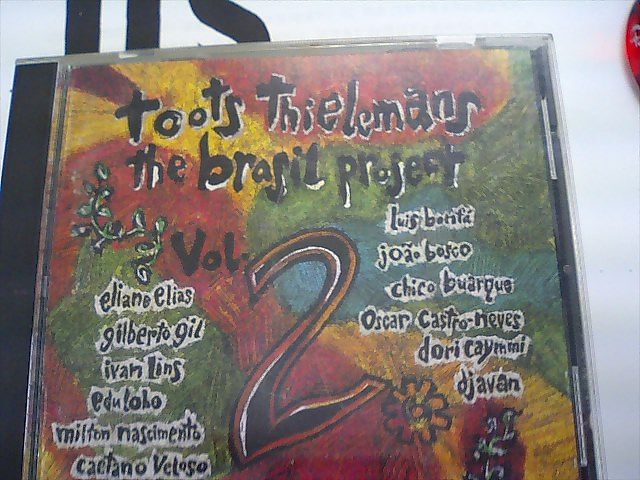 toots Thielemans
the brasil project
Vol. 2
eliane elias
gilberto gil
ivan lins
edu lobo
milton nascimento
caetano veloso
luis bonfá
joão bosco
chico buarque
oscar castro-neves
dori caymmi
djavan